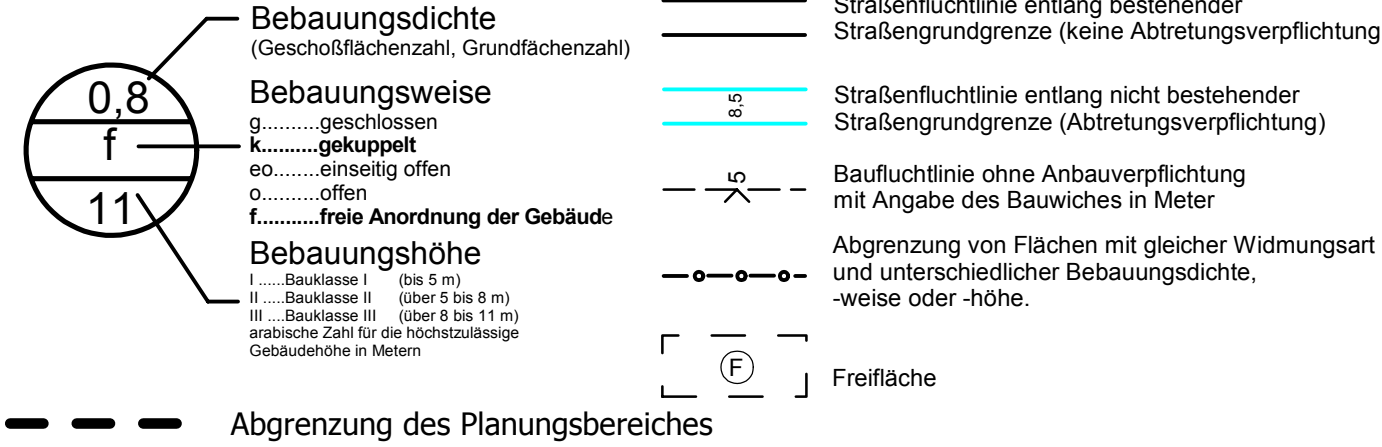 Bebauungsdichte
(Geschoßflächenzahl, Grundfächenzahl)
0,8
f
11
Bebauungsweise
g..........geschlossen
k..........gekuppelt
eo........einseitig offen
o..........offen
f...........freie Anordnung der Gebäude
Bebauungshöhe
I ......Bauklasse I (bis 5 m)
II .....Bauklasse II (über 5 bis 8 m)
III ....Bauklasse III (über 8 bis 11 m)
arabische Zahl für die höchstzulässige
Gebäudehöhe in Metern
Straßenfluchtlinie entlang bestehender
Straßengrundgrenze (keine Abtretungsverpflichtung
8,5
Straßenfluchtlinie entlang nicht bestehender
Straßengrundgrenze (Abtretungsverpflichtung)
5
Baufluchtlinie ohne Anbauverpflichtung
mit Angabe des Bauwiches in Meter
Abgrenzung von Flächen mit gleicher Widmungsart
und unterschiedlicher Bebauungsdichte,
-weise oder -höhe.
F
Freifläche
Abgrenzung des Planungsbereiches